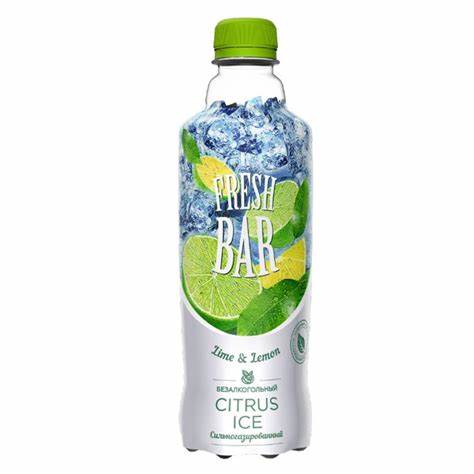 FRESH
BAR
Lime & Lemon
БЕЗАЛКОГОЛЬНЫЙ
CITRUS
ICE
Сильногазированный